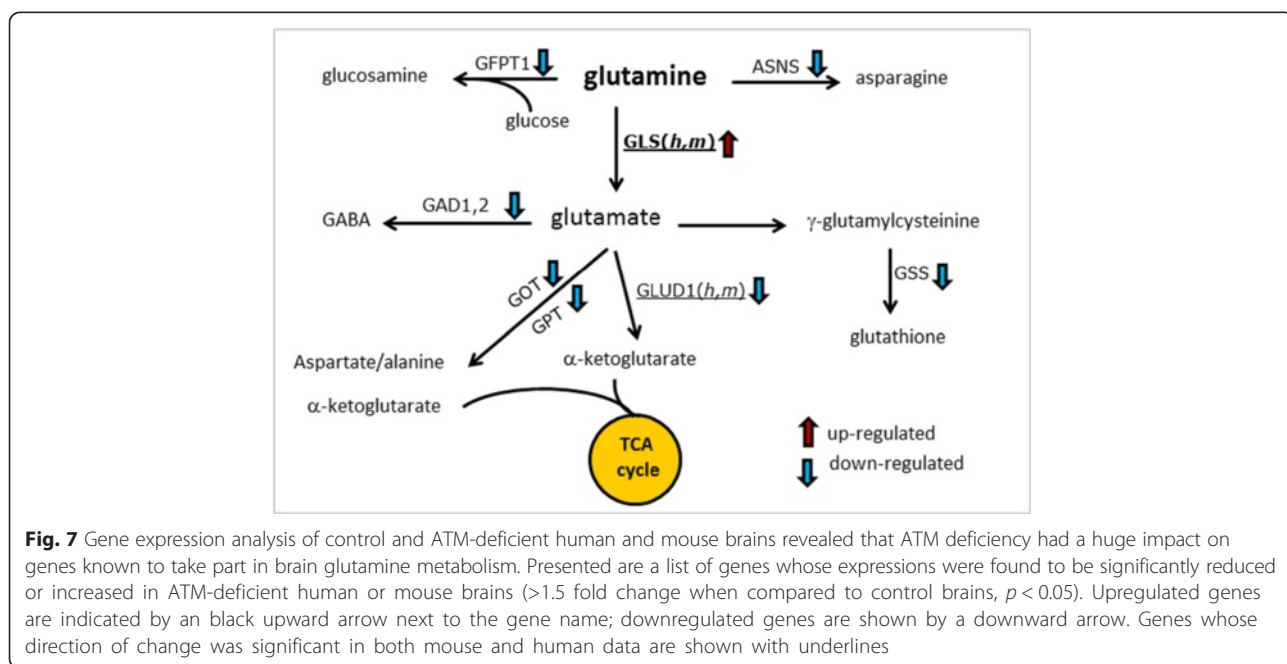 GFPT1
glutamine
ASNS
glucosamine
asparagine
glucose
GLS(h,m)
GAD1,2
GABA
glutamate
γ-glutamylcysteinine
GOT
GPT
GLUD1(h,m)
GSS
glutathione
Aspartate/alanine
α-ketoglutarate
α-ketoglutarate
TCA
cycle
up-regulated
down-regulated
Fig. 7 Gene expression analysis of control and ATM-deficient human and mouse brains revealed that ATM deficiency had a huge impact on
genes known to take part in brain glutamine metabolism. Presented are a list of genes whose expressions were found to be significantly reduced
or increased in ATM-deficient human or mouse brains (>1.5 fold change when compared to control brains, p < 0.05). Upregulated genes
are indicated by an black upward arrow next to the gene name; downregulated genes are shown by a downward arrow. Genes whose
direction of change was significant in both mouse and human data are shown with underlines